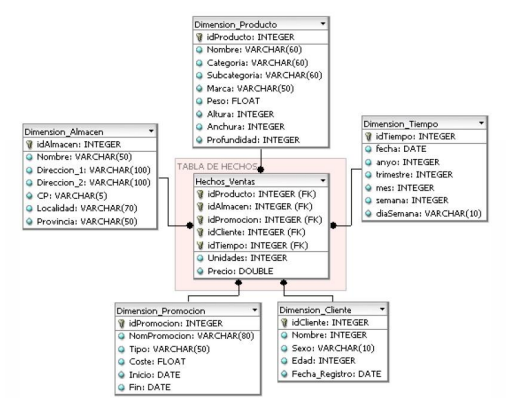 Dimension_Producto
idProducto: INTEGER
Nombre: VARCHAR(60)
Categoria: VARCHAR(60)
Subcategoria: VARCHAR(60)
Marca: VARCHAR(50)
Peso: FLOAT
Altura: INTEGER
Anchura: INTEGER
Profundidad: INTEGER
Dimension_Almacen
idAlmacen: INTEGER
Nombre: VARCHAR(50)
Direccion_1: VARCHAR(100)
Direccion_2: VARCHAR(100)
CP: VARCHAR(5)
Localidad: VARCHAR(70)
Provincia: VARCHAR(50)
TABLA DE HECHOS
Hechos_Ventas
idProducto: INTEGER (FK)
idAlmacen: INTEGER (FK)
idPromocion: INTEGER (FK)
idCliente: INTEGER (FK)
idTiempo: INTEGER (FK)
Unidades: INTEGER
Precio: DOUBLE
Dimension_Tiempo
idTiempo: INTEGER
fecha: DATE
anyo: INTEGER
trimestre: INTEGER
mes: INTEGER
semana: INTEGER
diaSemana: VARCHAR(10)
Dimension_Promocion
idPromocion: INTEGER
NomPromocion: VARCHAR(80)
Tipo: VARCHAR(50)
Coste: FLOAT
Inicio: DATE
Fin: DATE
Dimension_Cliente
idCliente: INTEGER
Nombre: INTEGER
Sexo: VARCHAR(10)
Edad: INTEGER
Fecha_Registro: DATE